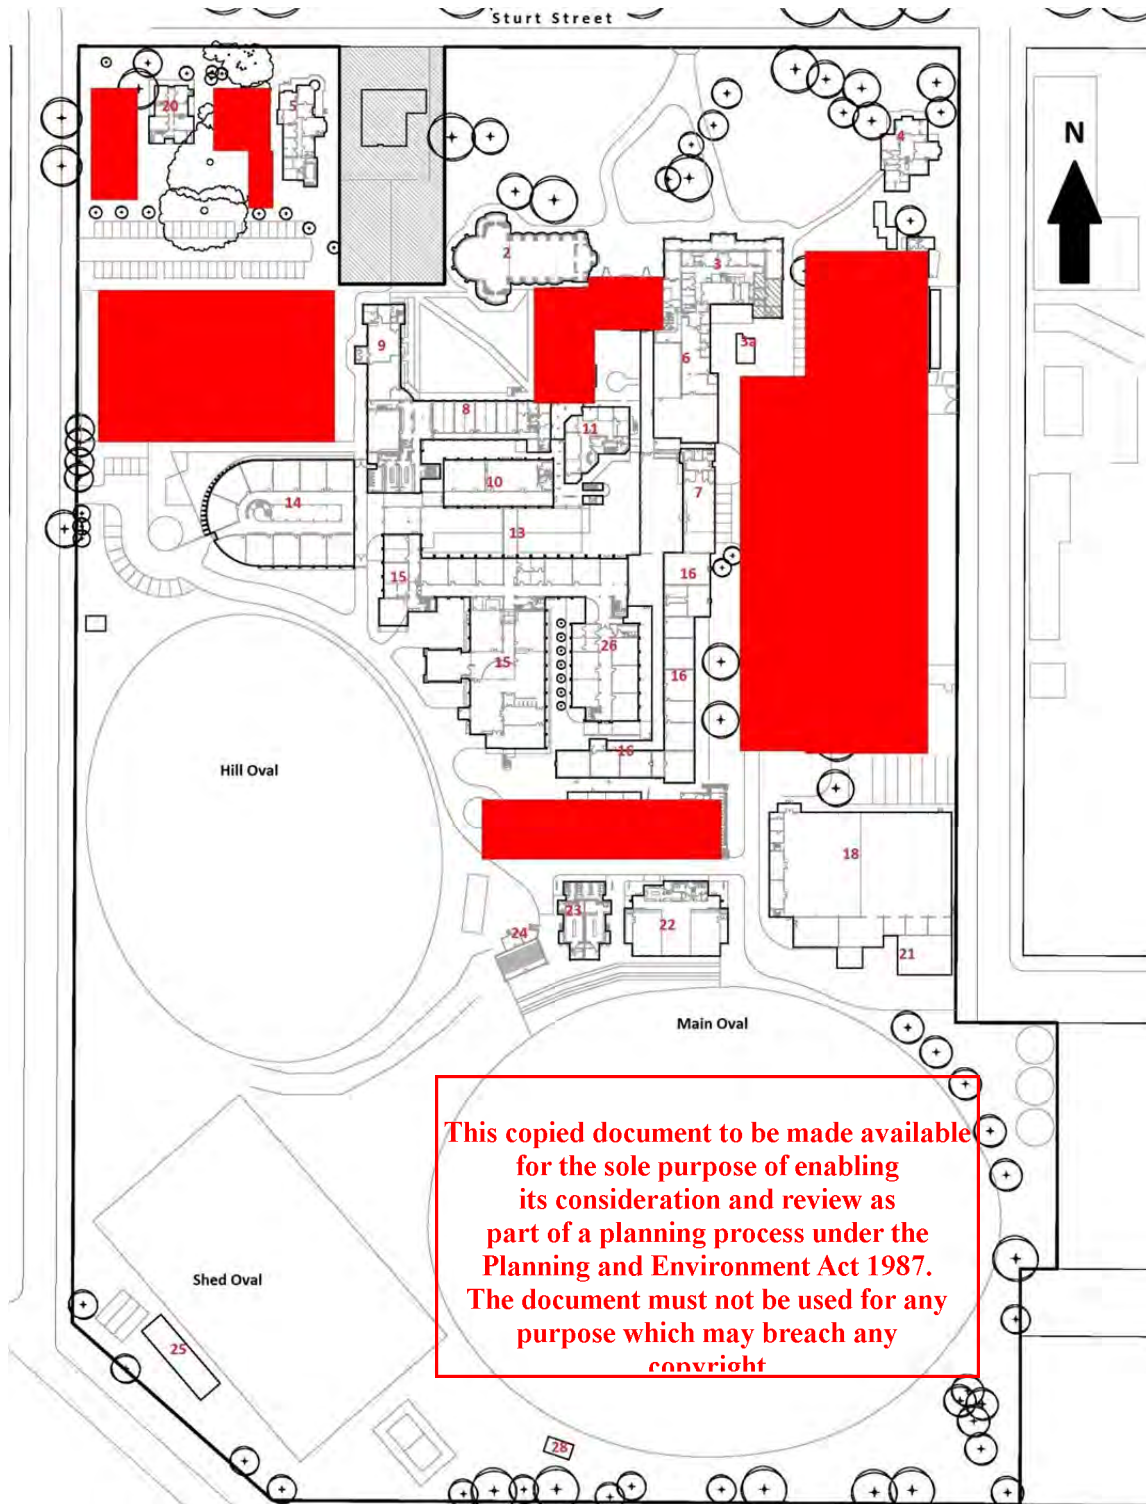 Sturt Street
N
20
5
4
2
3
3a
6
9
8
11
10
7
14
13
15
16
26
15
16
16
Hill Oval
18
23
22
24
21
Main Oval
This copied document to be made available
for the sole purpose of enabling
its consideration and review as
part of a planning process under the
Planning and Environment Act 1987.
The document must not be used for any
purpose which may breach any
copyright
Shed Oval
25
28